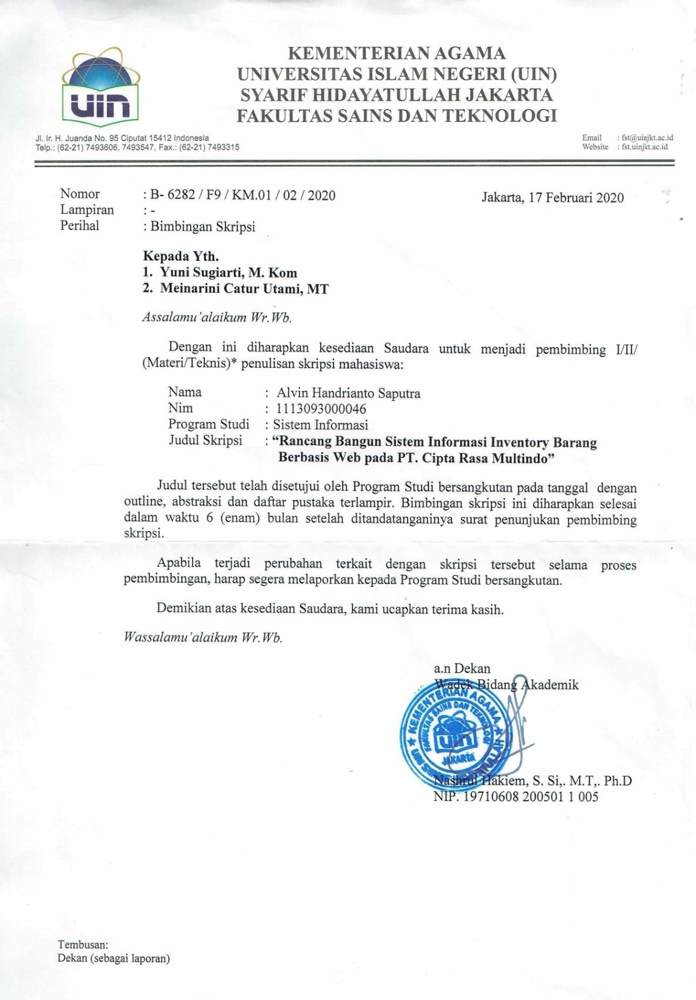 KEMENTERIAN AGAMA
UNIVERSITAS ISLAM NEGERI (UIN)
SYARIF HIDAYATULLAH JAKARTA
FAKULTAS SAINS DAN TEKNOLOGI
UIN
Jl. Ir. H. Juanda No. 95 Ciputat 15412 Indonesia
Telp.: (62-21) 7493606, 7493547, Fax.: (62-21) 7493315
Email : fst@uinjkt.ac.id
Website : fst.uinjkt.ac.id
Nomor : B- 6282 / F9 / KM.01 / 02 / 2020 Jakarta, 17 Februari 2020
Lampiran : -
Perihal : Bimbingan Skripsi
Kepada Yth.
1. Yuni Sugiarti, M. Kom
2. Meinarini Catur Utami, MT
Assalamu’alaikum Wr.Wb.
Dengan ini diharapkan kesediaan Saudara untuk menjadi pembimbing I/II/
(Materi/Teknis)* penulisan skripsi mahasiswa:
Nama : Alvin Handrianto Saputra
Nim : 1113093000046
Program Studi : Sistem Informasi
Judul Skripsi : “Rancang Bangun Sistem Informasi Inventory Barang
Berbasis Web pada PT. Cipta Rasa Multindo”
Judul tersebut telah disetujui oleh Program Studi bersangkutan pada tanggal dengan
outline, abstraksi dan daftar pustaka terlampir. Bimbingan skripsi ini diharapkan selesai
dalam waktu 6 (enam) bulan setelah ditandatanganinya surat penunjukan pembimbing
skripsi.
Apabila terjadi perubahan terkait dengan skripsi tersebut selama proses
pembimbingan, harap segera melaporkan kepada Program Studi bersangkutan.
Demikian atas kesediaan Saudara, kami ucapkan terima kasih.
Wassalamu’alaikum Wr.Wb.
a.n Dekan
Wadek Bidang Akademik
KEMENTERIAN AGAMA
FAKULTAS SAINS DAN TEKNOLOGI
UIN
JAKARTA
Nashrul Hakiem, S. Si,. M.T,. Ph.D
NIP. 19710608 200501 1 005
Tembusan:
Dekan (sebagai laporan)